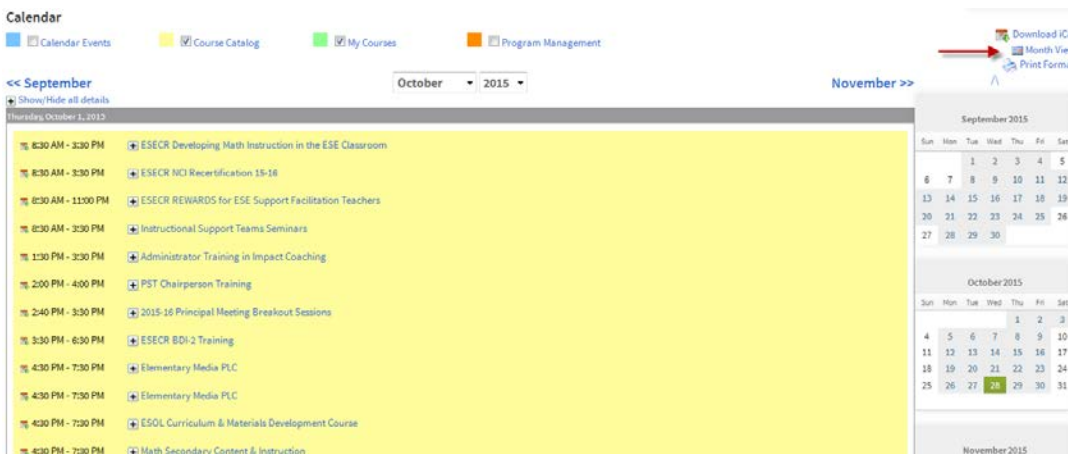 Calendar
Calendar Events Course Catalog My Courses Program Management
Download iCa
Month Vie
Print Forma
<< September October 2015 November >>
Show/Hide all details
Thursday, October 1, 2015
8:30 AM - 3:30 PM ESECR Developing Math Instruction in the ESE Classroom
8:30 AM - 3:30 PM ESECR NCI Recertification 15-16
8:30 AM - 11:00 PM ESECR REWARDS for ESE Support Facilitation Teachers
8:30 AM - 3:30 PM Instructional Support Teams Seminars
1:30 PM - 3:30 PM Administrator Training in Impact Coaching
2:00 PM - 4:00 PM PST Chairperson Training
2:40 PM - 3:30 PM 2015-16 Principal Meeting Breakout Sessions
3:30 PM - 6:30 PM ESECR BDI-2 Training
4:30 PM - 7:30 PM Elementary Media PLC
4:30 PM - 7:30 PM Elementary Media PLC
4:30 PM - 7:30 PM ESOL Curriculum & Materials Development Course
4:30 PM - 7:30 PM Math Secondary Content & Instruction
September 2015
Sun Mon Tue Wed Thu Fri Sat
1 2 3 4 5
6 7 8 9 10 11 12
13 14 15 16 17 18 19
20 21 22 23 24 25 26
27 28 29 30
October 2015
Sun Mon Tue Wed Thu Fri Sat
1 2 3
4 5 6 7 8 9 10
11 12 13 14 15 16 17
18 19 20 21 22 23 24
25 26 27 28 29 30 31
November 2015